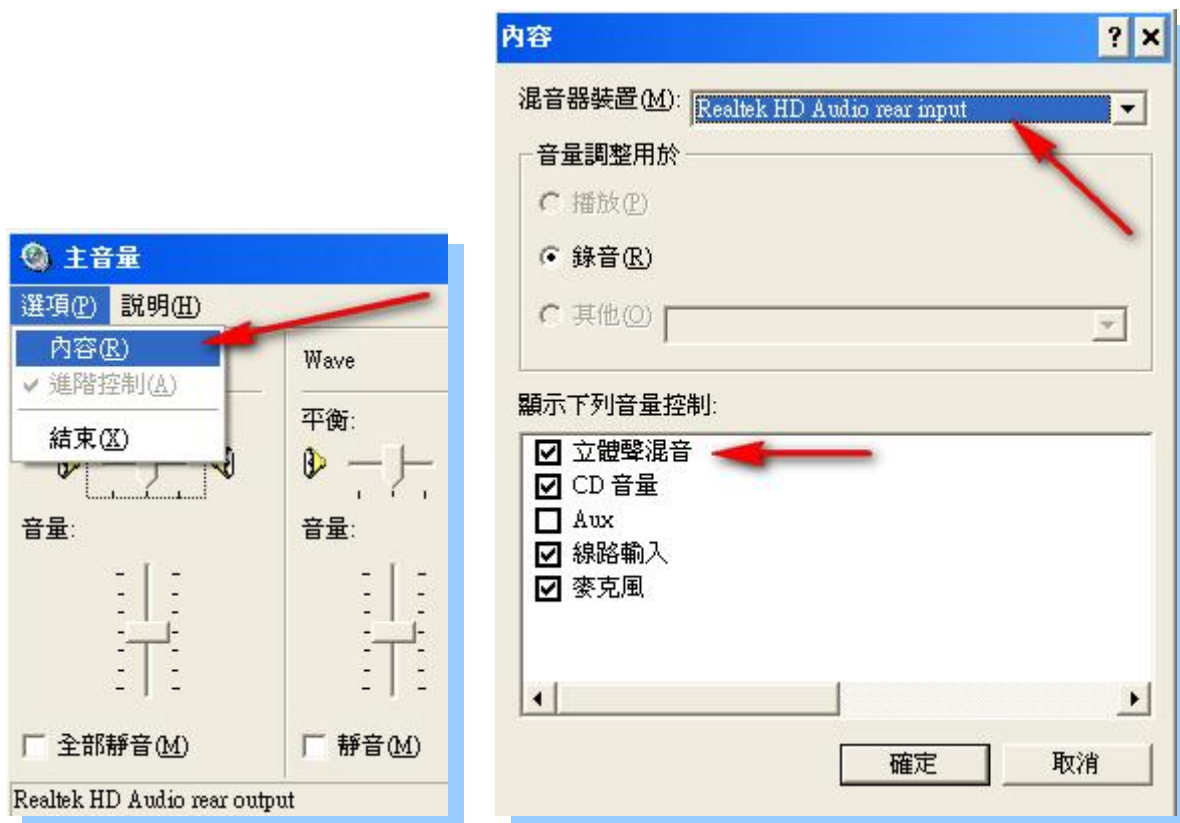 主音量
選項(P) 說明(H)
內容(R)
進階控制(A)
結束(X)
Wave
平衡:
音量:
音量:
全部靜音(M)
靜音(M)
Realtek HD Audio rear output
內容
混音器裝置(M): Realtek HD Audio rear input
音量調整用於
播放(P)
錄音(R)
其他(O)
顯示下列音量控制:
立體聲混音
CD 音量
Aux
線路輸入
麥克風
確定 取消